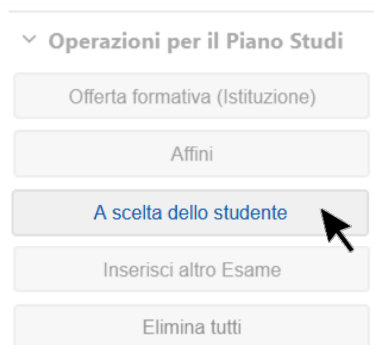 Operazioni per il Piano Studi
Offerta formativa (Istituzione)
Affini
A scelta dello studente
Inserisci altro Esame
Elimina tutti